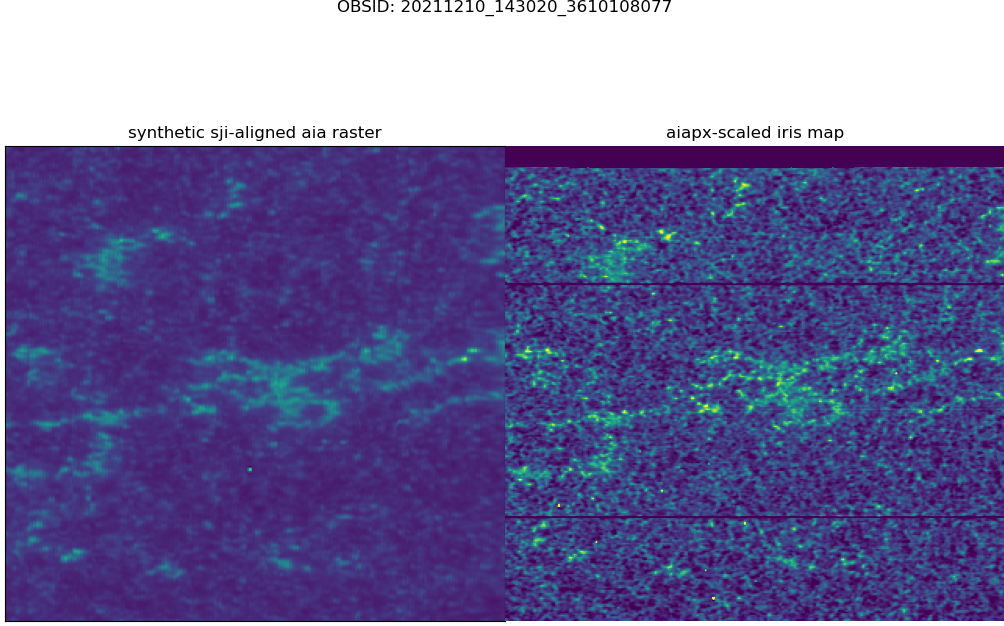 OBSID: 20211210_143020_3610108077
synthetic sji-aligned aia raster
aiapx-scaled iris map